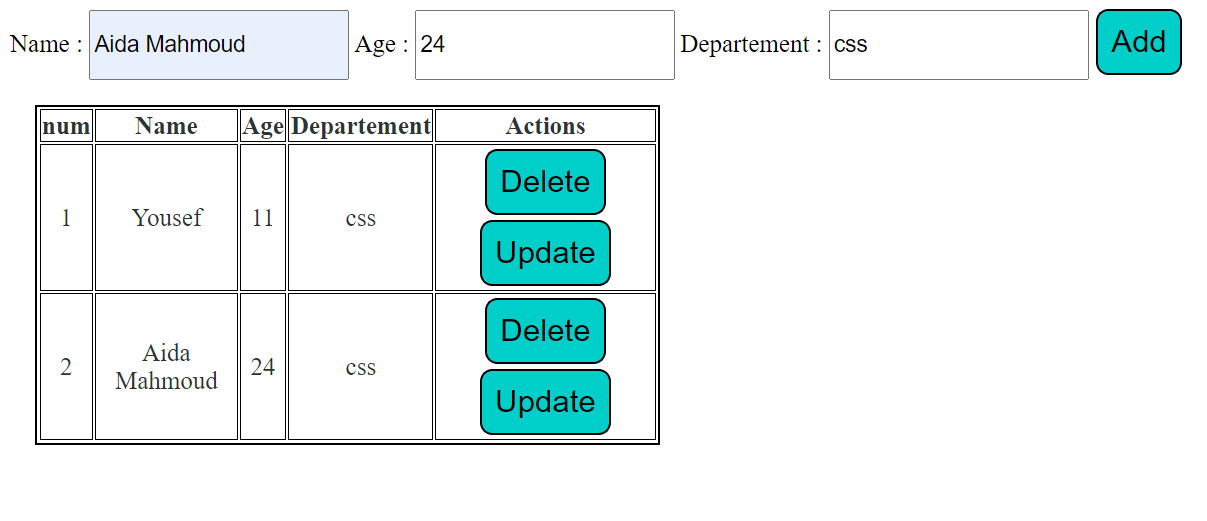 Name : Aida Mahmoud Age : 24 Departement : css Add
num Name Age Departement Actions
1 Yousef 11 css Delete
Update
2 Aida
Mahmoud 24 css Delete
Update